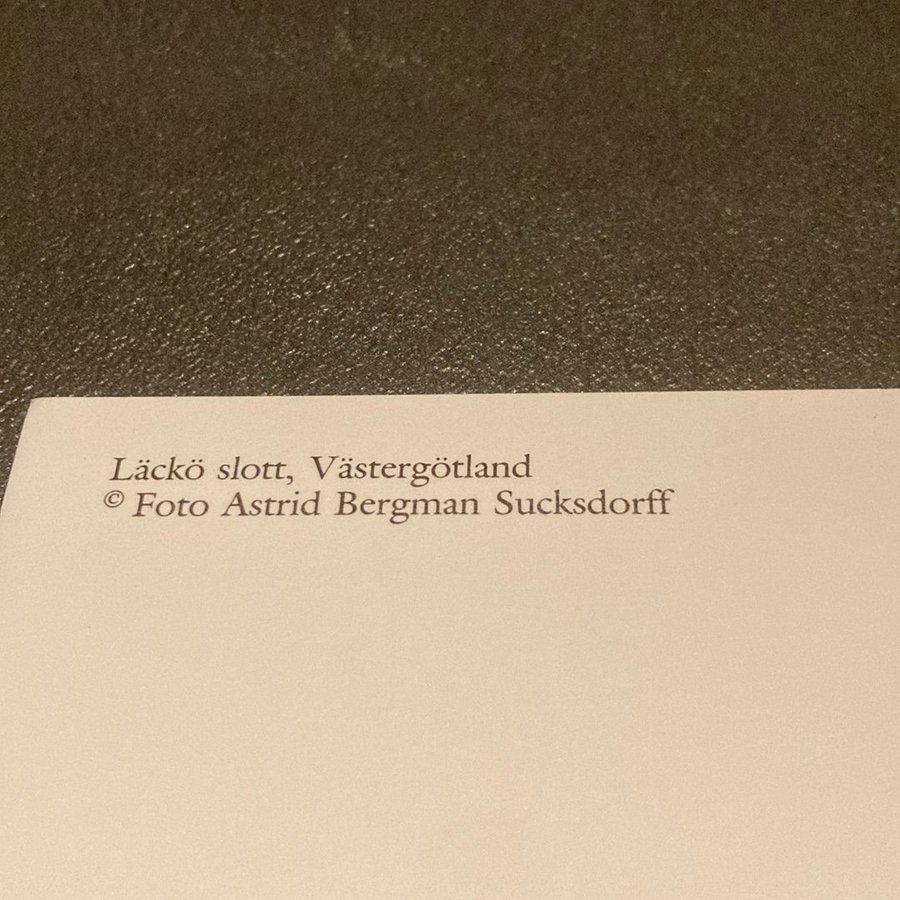 Läckö slott, Västergötland
© Foto Astrid Bergman Sucksdorff